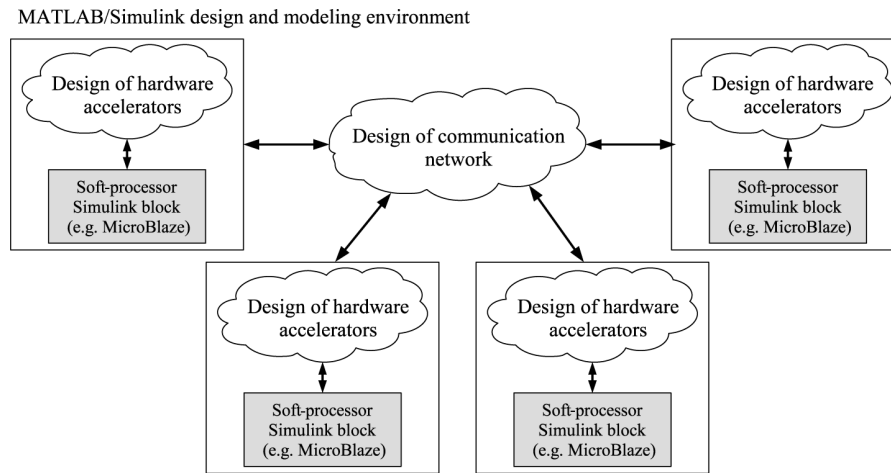 MATLAB/Simulink design and modeling environment
Design of hardware
accelerators
Soft-processor
Simulink block
(e.g. MicroBlaze)
Design of communication
network
Design of hardware
accelerators
Soft-processor
Simulink block
(e.g. MicroBlaze)
Design of hardware
accelerators
Soft-processor
Simulink block
(e.g. MicroBlaze)
Design of hardware
accelerators
Soft-processor
Simulink block
(e.g. MicroBlaze)